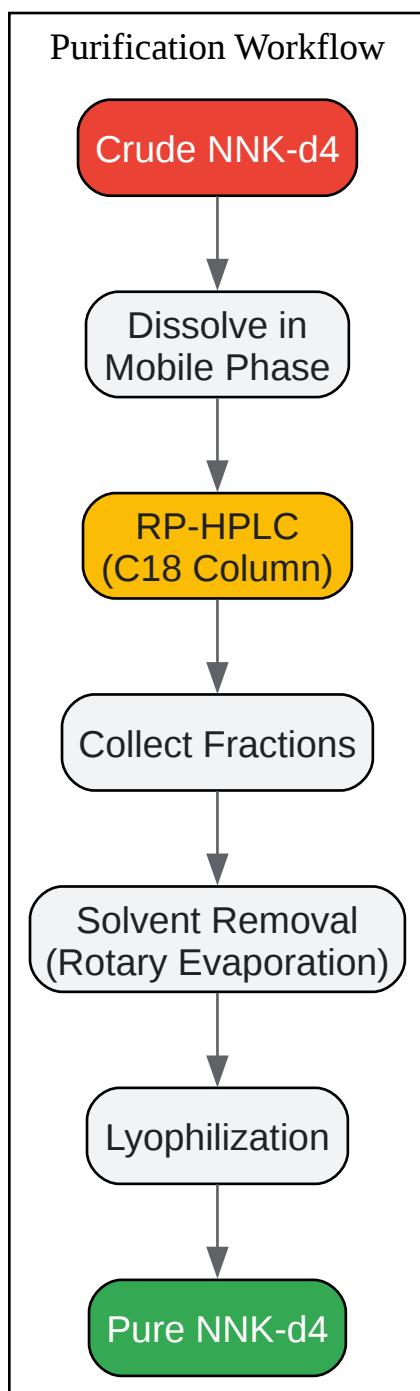 Purification Workflow
Crude NNK-d4
Dissolve in
Mobile Phase
RP-HPLC
(C18 Column)
Collect Fractions
Solvent Removal
(Rotary Evaporation)
Lyophilization
Pure NNK-d4